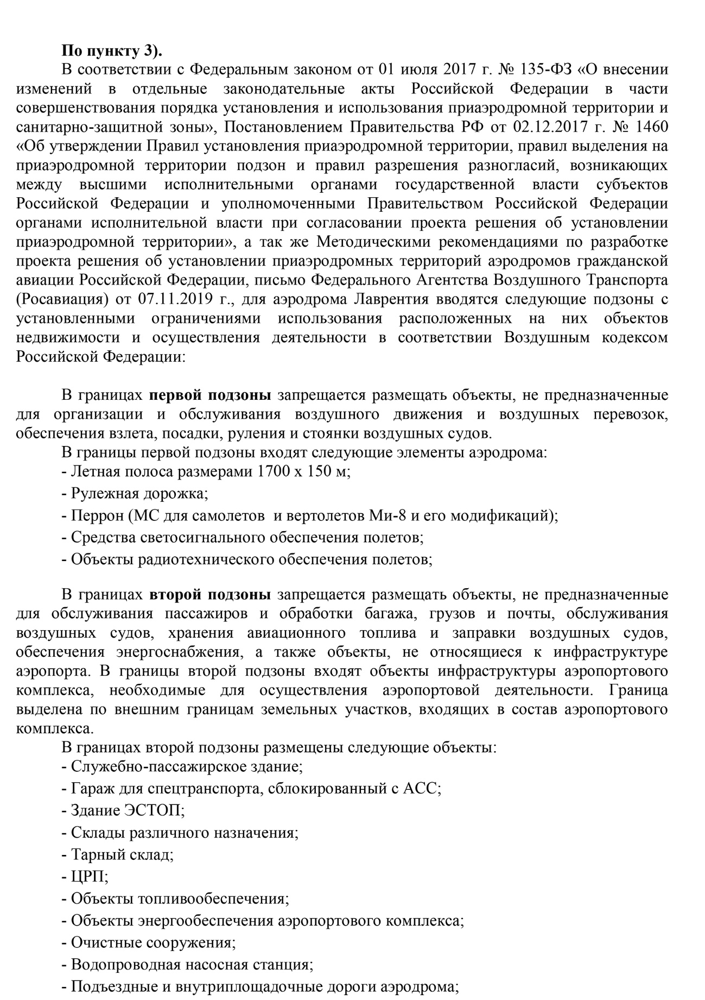 По пункту 3).
В соответствии с Федеральным законом от 01 июля 2017 г. № 135-ФЗ «О внесении
изменений в отдельные законодательные акты Российской Федерации в части
совершенствования порядка установления и использования приаэродромной территории и
санитарно-защитной зоны», Постановлением Правительства РФ от 02.12.2017 г. № 1460
«Об утверждении Правил установления приаэродромной территории, правил выделения на
приаэродромной территории подзон и правил разрешения разногласий, возникающих
между высшими исполнительными органами государственной власти субъектов
Российской Федерации и уполномоченными Правительством Российской Федерации
органами исполнительной власти при согласовании проекта решения об установлении
приаэродромной территории», а так же Методическими рекомендациями по разработке
проекта решения об установлении приаэродромных территорий аэродромов гражданской
авиации Российской Федерации, письмо Федерального Агентства Воздушного Транспорта
(Росавиация) от 07.11.2019 г., для аэродрома Лаврентия вводятся следующие подзоны с
установленными ограничениями использования расположенных на них объектов
недвижимости и осуществления деятельности в соответствии Воздушным кодексом
Российской Федерации:
В границах первой подзоны запрещается размещать объекты, не предназначенные
для организации и обслуживания воздушного движения и воздушных перевозок,
обеспечения взлета, посадки, руления и стоянки воздушных судов.
В границы первой подзоны входят следующие элементы аэродрома:
- Летная полоса размерами 1700 х 150 м;
- Рулежная дорожка;
- Перрон (МС для самолетов  и вертолетов Ми-8 и его модификаций);
- Средства светосигнального обеспечения полетов;
- Объекты радиотехнического обеспечения полетов;
В границах второй подзоны запрещается размещать объекты, не предназначенные
для обслуживания пассажиров и обработки багажа, грузов и почты, обслуживания
воздушных судов, хранения авиационного топлива и заправки воздушных судов,
обеспечения энергоснабжения, а также объекты, не относящиеся к инфраструктуре
аэропорта. В границы второй подзоны входят объекты инфраструктуры аэропортового
комплекса, необходимые для осуществления аэропортовой деятельности. Граница
выделена по внешним границам земельных участков, входящих в состав аэропортового
комплекса.
В границах второй подзоны размещены следующие объекты:
- Служебно-пассажирское здание;
- Гараж для спецтранспорта, сблокированный с АСС;
- Здание ЭСТОП;
- Склады различного назначения;
- Тарный склад;
- ЦРП;
- Объекты топливообеспечения;
- Объекты энергообеспечения аэропортового комплекса;
- Очистные сооружения;
- Водопроводная насосная станция;
- Подъездные и внутриплощадочные дороги аэродрома;